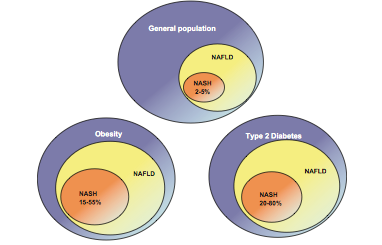 General population
NAFLD
NASH
2-5%
Obesity
NAFLD
NASH
15-55%
Type 2 Diabetes
NAFLD
NASH
20-80%